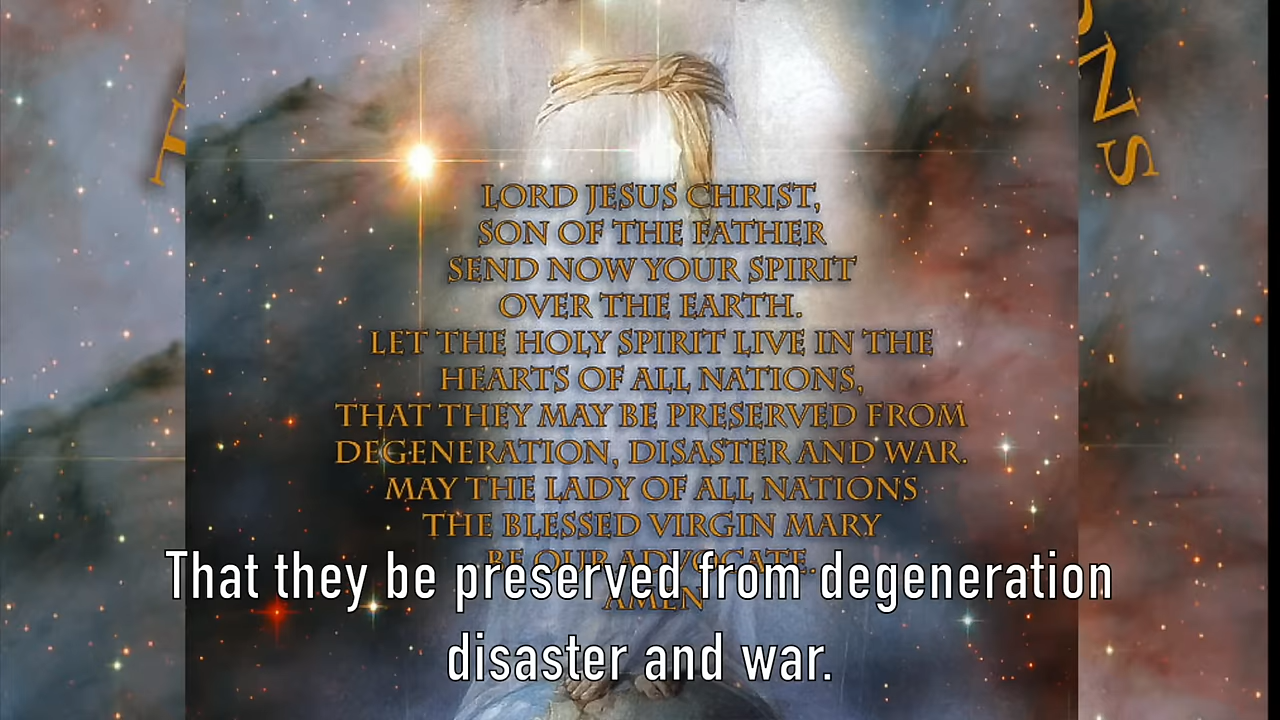 LORD JESUS CHRIST,
SON OF THE FATHER
SEND NOW YOUR SPIRIT
OVER THE EARTH.
LET THE HOLY SPIRIT LIVE IN THE
HEARTS OF ALL NATIONS,
THAT THEY MAY BE PRESERVED FROM
DEGENERATION, DISASTER AND WAR.
MAY THE LADY OF ALL NATIONS
THE BLESSED VIRGIN MARY
BE OUR ADVOCATE.
AMEN
That they be preserved from degeneration
disaster and war.